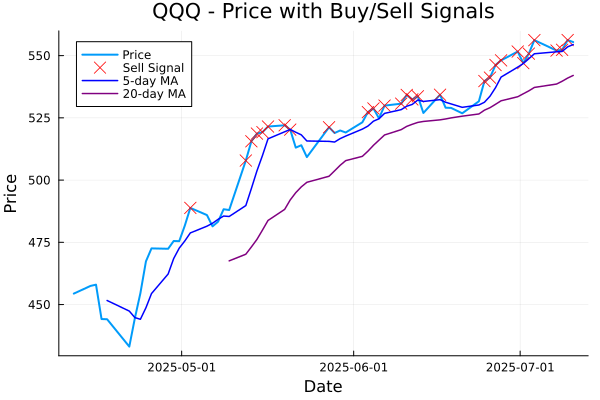 QQQ - Price with Buy/Sell Signals
Price
Sell Signal
5-day MA
20-day MA
550
525
500
475
450
Price
2025-05-01
2025-06-01
2025-07-01
Date